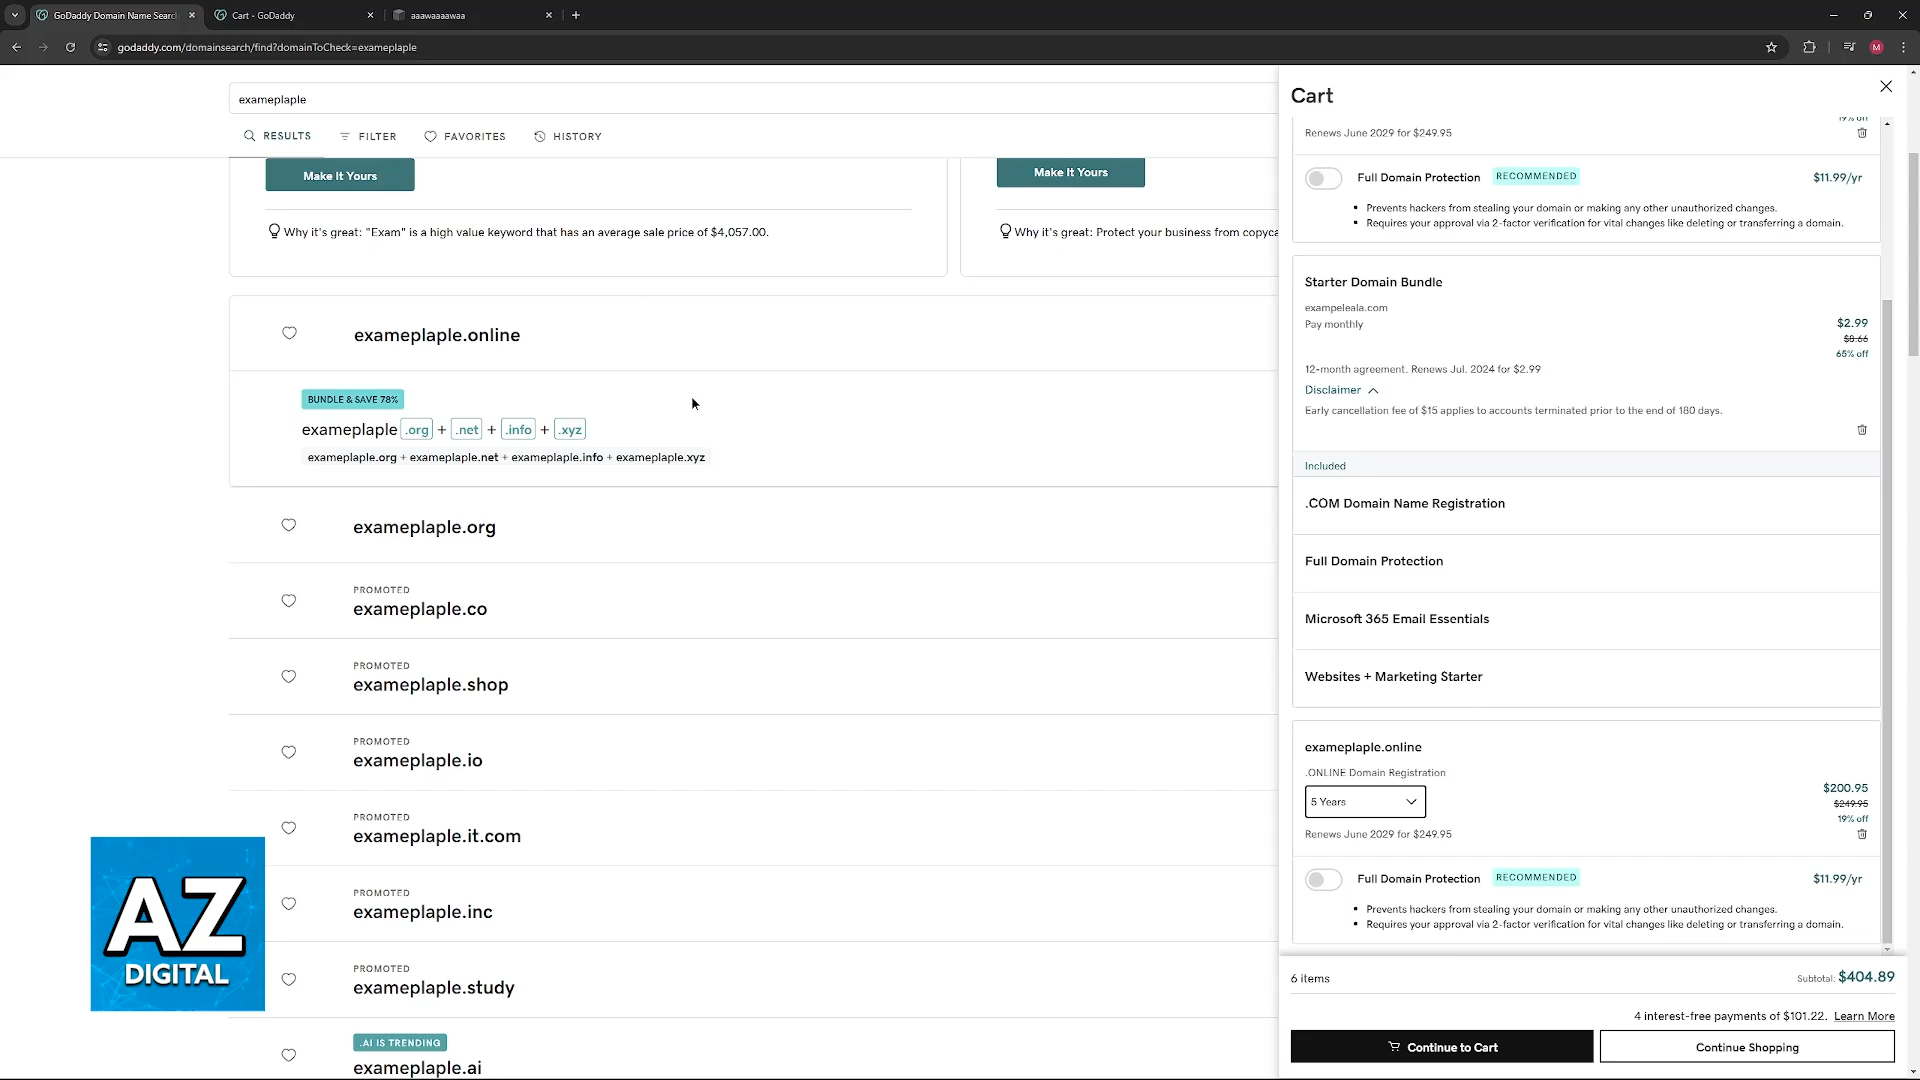 GoDaddy Domain Name Search
Cart - GoDaddy
aaawaaaawaa
godaddy.com/domainsearch/find?domainToCheck=exameplaple
M
exameplaple
RESULTS
FILTER
FAVORITES
HISTORY
Make It Yours
Make It Yours
Why it's great: "Exam" is a high value keyword that has an average sale price of $4,057.00.
Why it's great: Protect your business from copyca
exameplaple.online
BUNDLE & SAVE 78%
exameplaple .org + .net + .info + .xyz
exameplaple.org + exameplaple.net + exameplaple.info + exameplaple.xyz
exameplaple.org
PROMOTED
exameplaple.co
PROMOTED
exameplaple.shop
PROMOTED
exameplaple.io
PROMOTED
exameplaple.it.com
PROMOTED
exameplaple.inc
PROMOTED
exameplaple.study
.AI IS TRENDING
exameplaple.ai
AZ
DIGITAL
Cart
19% off
Renews June 2029 for $249.95
Full Domain Protection RECOMMENDED $11.99/yr
Prevents hackers from stealing your domain or making any other unauthorized changes.
Requires your approval via 2-factor verification for vital changes like deleting or transferring a domain.
Starter Domain Bundle
exampeleala.com
Pay monthly
$2.99
$8.66
65% off
12-month agreement. Renews Jul. 2024 for $2.99
Disclaimer
Early cancellation fee of $15 applies to accounts terminated prior to the end of 180 days.
Included
.COM Domain Name Registration
Full Domain Protection
Microsoft 365 Email Essentials
Websites + Marketing Starter
exameplaple.online
.ONLINE Domain Registration
5 Years
$200.95
$249.95
19% off
Renews June 2029 for $249.95
Full Domain Protection RECOMMENDED $11.99/yr
Prevents hackers from stealing your domain or making any other unauthorized changes.
Requires your approval via 2-factor verification for vital changes like deleting or transferring a domain.
6 items
Subtotal: $404.89
4 interest-free payments of $101.22. Learn More
Continue to Cart
Continue Shopping